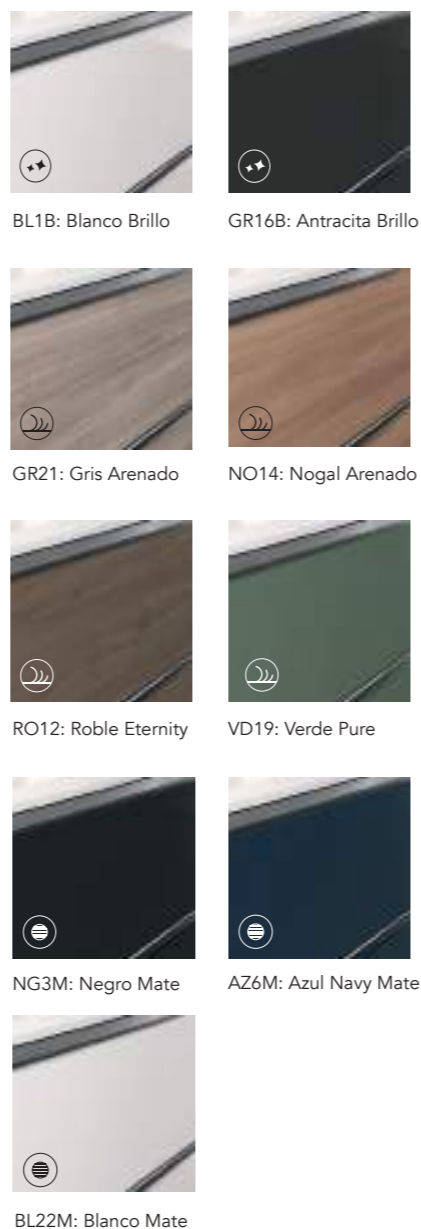 BL1B: Blanco Brillo
GR16B: Antracita Brillo
GR21: Gris Arenado
NO14: Nogal Arenado
RO12: Roble Eternity
VD19: Verde Pure
NG3M: Negro Mate
AZ6M: Azul Navy Mate
BL22M: Blanco Mate